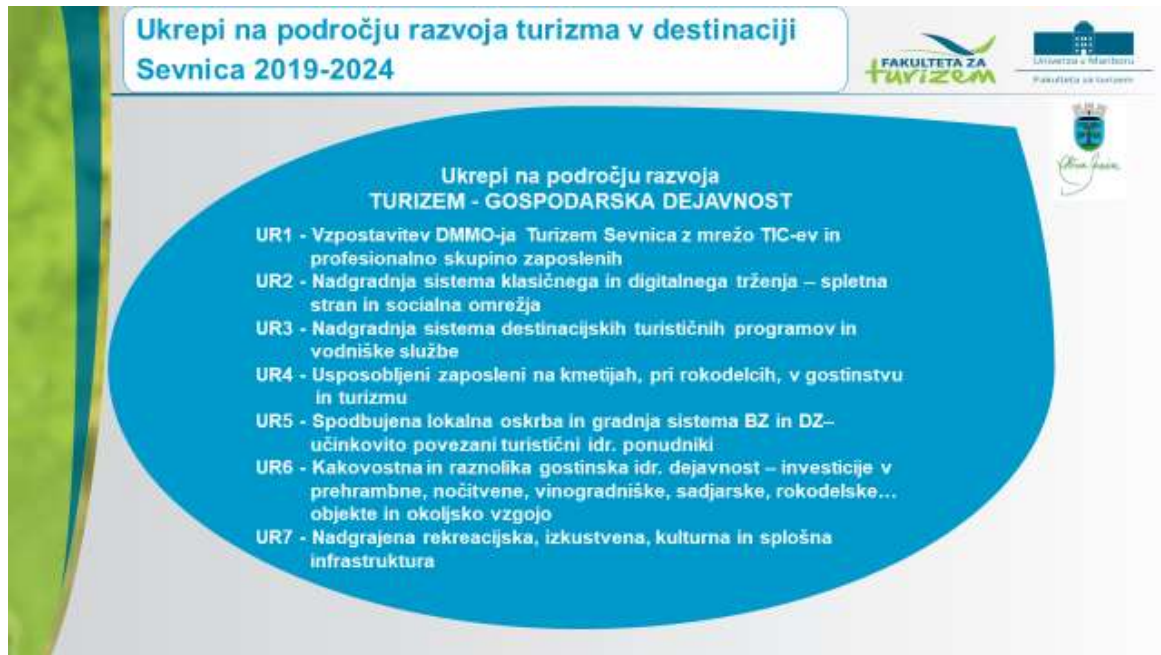 Ukrepi na področju razvoja turizma v destinaciji
Sevnica 2019-2024
FAKULTETA ZA
turizem
Univerza v Mariboru
Fakulteta za turizem
Ukrepi na področju razvoja
TURIZEM - GOSPODARSKA DEJAVNOST
UR1 - Vzpostavitev DMMO-ja Turizem Sevnica z mrežo TIC-ev in
profesionalno skupino zaposlenih
UR2 - Nadgradnja sistema klasičnega in digitalnega trženja – spletna
stran in socialna omrežja
UR3 - Nadgradnja sistema destinacijskih turističnih programov in
vodniške službe
UR4 - Usposobljeni zaposleni na kmetijah, pri rokodelcih, v gostinstvu
in turizmu
UR5 - Spodbujena lokalna oskrba in gradnja sistema BZ in DZ–
učinkovito povezani turistični idr. ponudniki
UR6 - Kakovostna in raznolika gostinska idr. dejavnost – investicije v
prehrambne, nočitvene, vinogradniške, sadjarske, rokodelske…
objekte in okoljsko vzgojo
UR7 - Nadgrajena rekreacijska, izkustvena, kulturna in splošna
infrastruktura